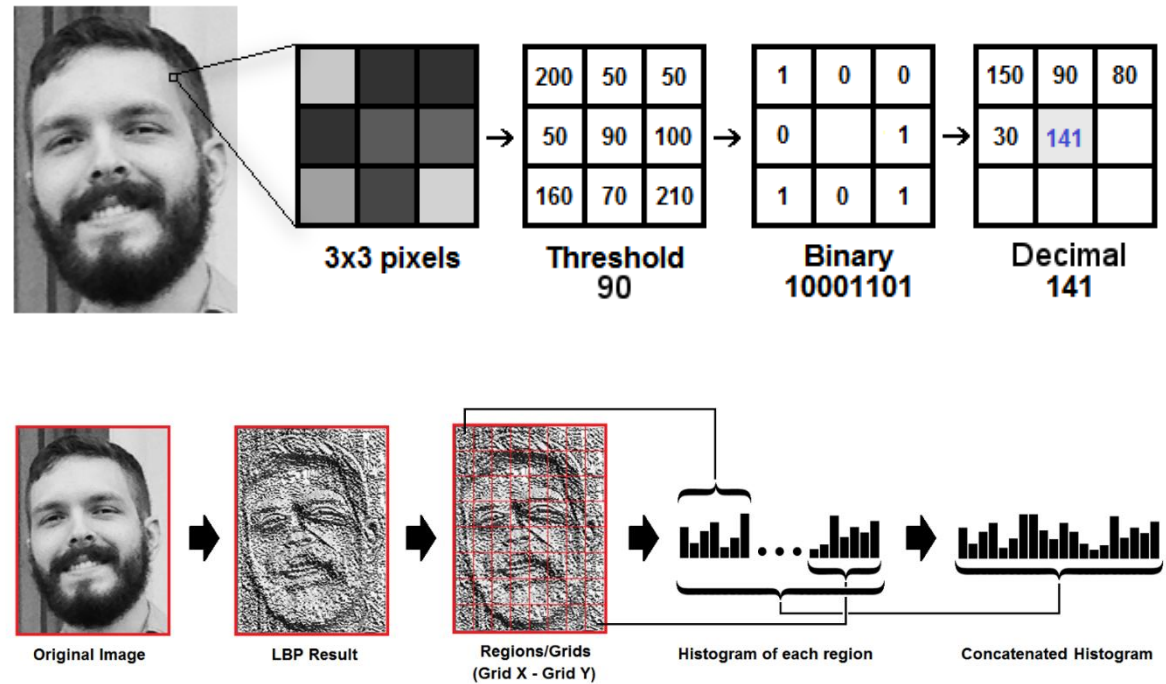 200 50 50
1 0 0
150 90 80
50 90 100
0 1
30 141
160 70 210
1 0 1
3x3 pixels
Threshold
90
Binary
10001101
Decimal
141
Original Image
LBP Result
Regions/Grids
(Grid X - Grid Y)
Histogram of each region
Concatenated Histogram